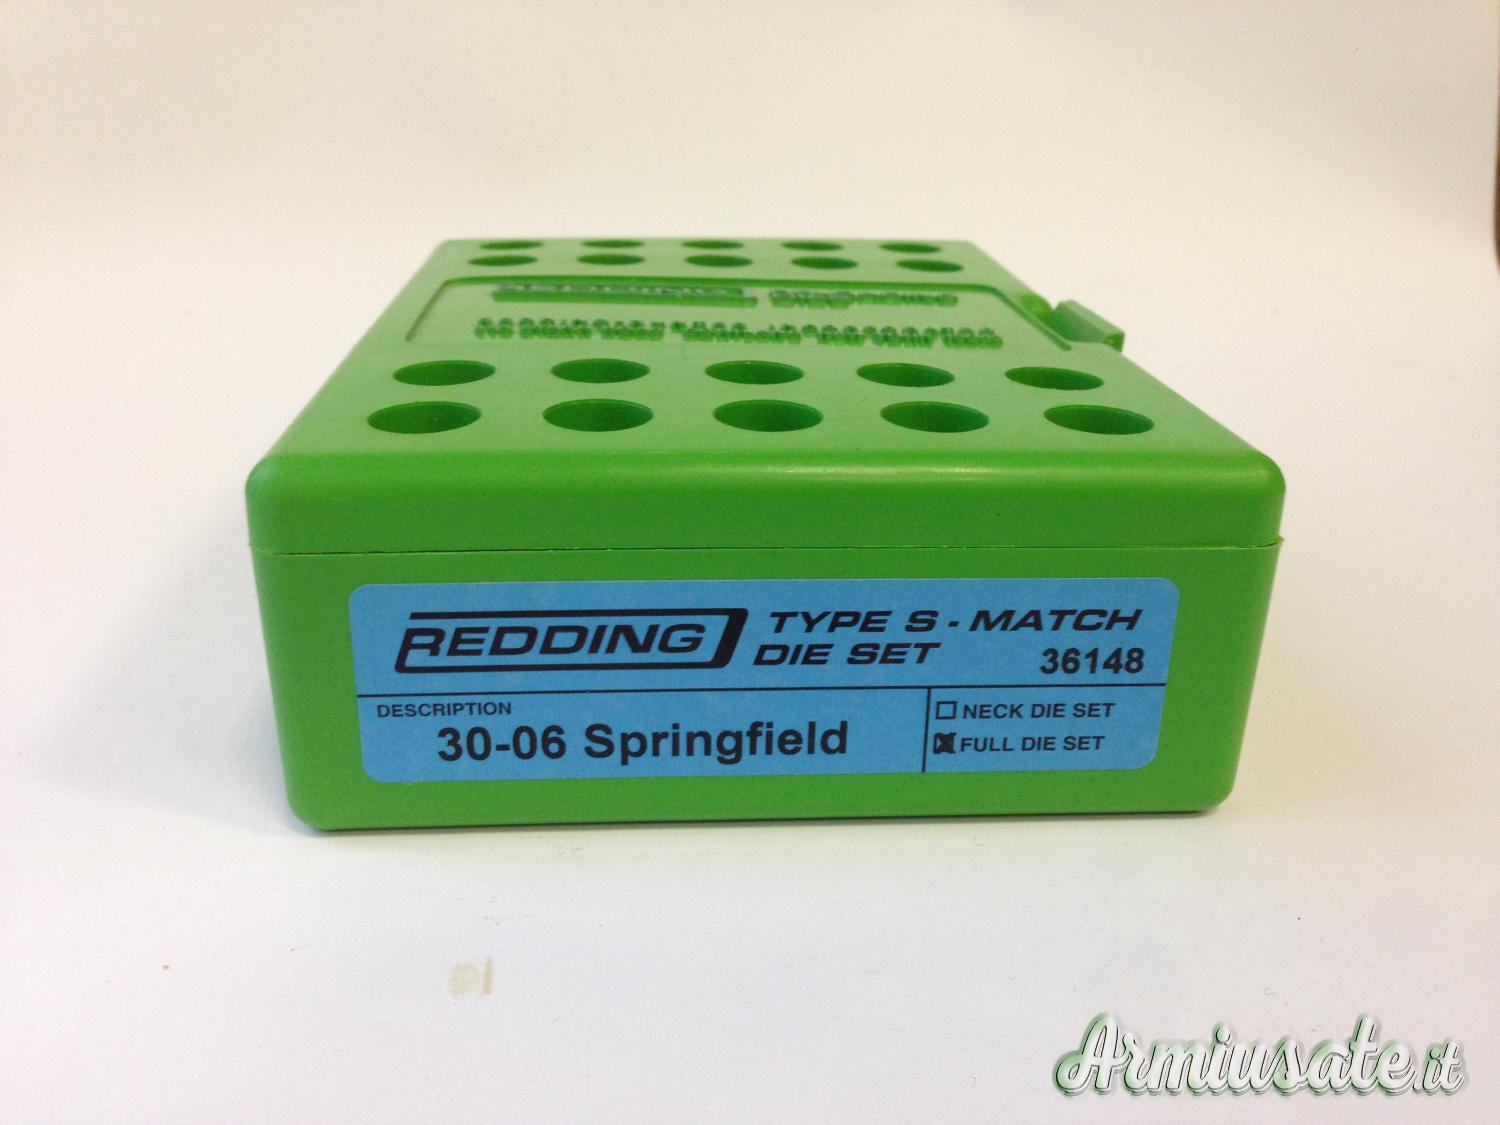 REDDING
TYPE S - MATCH
DIE SET
36148
DESCRIPTION
30-06 Springfield
NECK DIE SET
FULL DIE SET
Armiusate.it